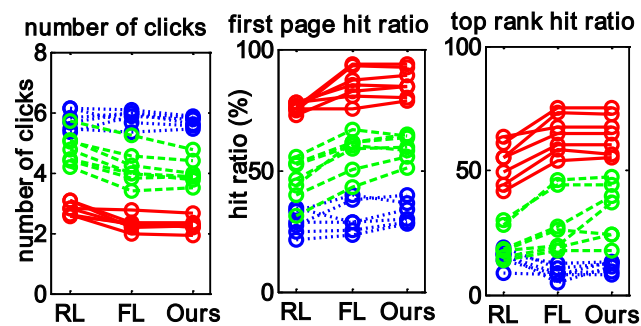 number of clicks
first page hit ratio
top rank hit ratio
number of clicks
8
6
4
2
0
RL FL Ours
hit ratio (%)
100
50
0
RL FL Ours
100
50
0
RL FL Ours